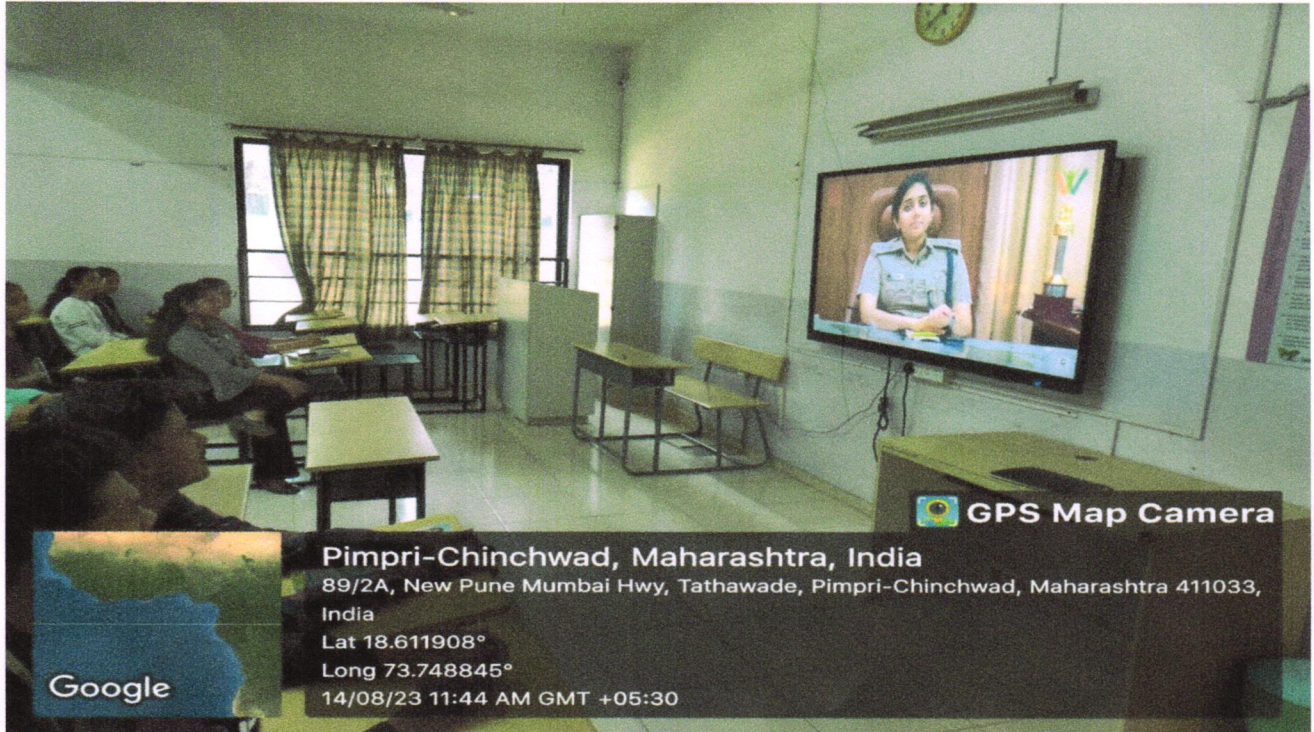 GPS Map Camera
Pimpri-Chinchwad, Maharashtra, India
89/2A, New Pune Mumbai Hwy, Tathawade, Pimpri-Chinchwad, Maharashtra 411033,
India
Lat 18.611908°
Long 73.748845°
14/08/23 11:44 AM GMT +05:30
Google